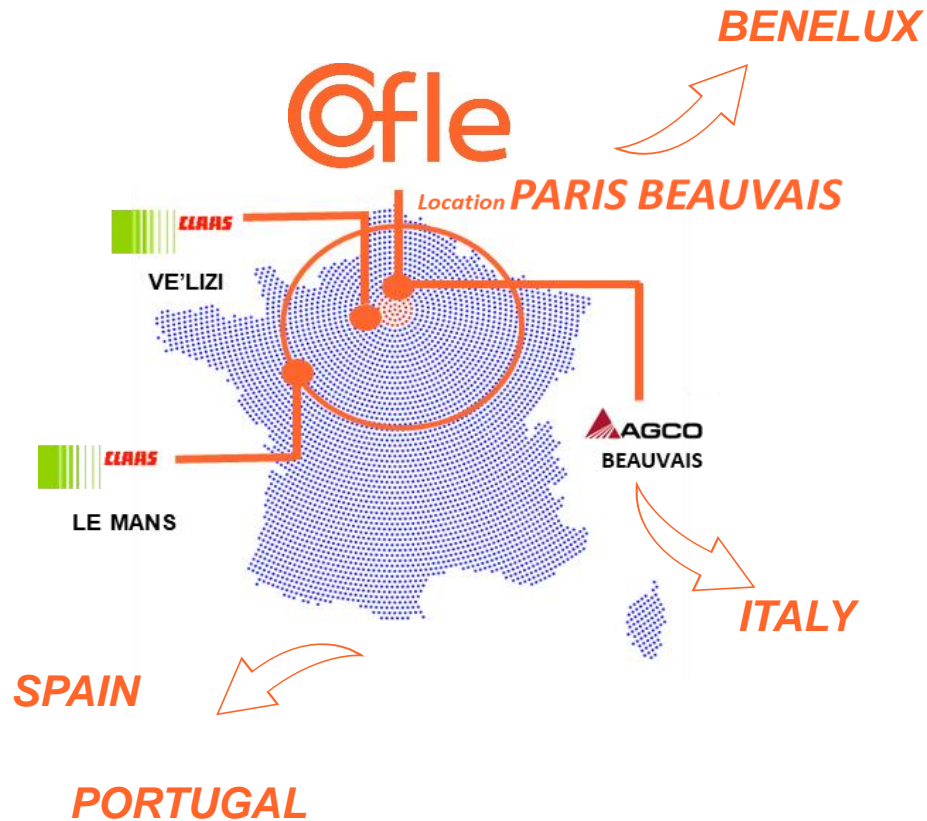 BENELUX
Cofle
Location PARIS BEAUVAIS
CLAAS
VE'LIZI
AGCO
BEAUVAIS
CLAAS
LE MANS
ITALY
SPAIN
PORTUGAL